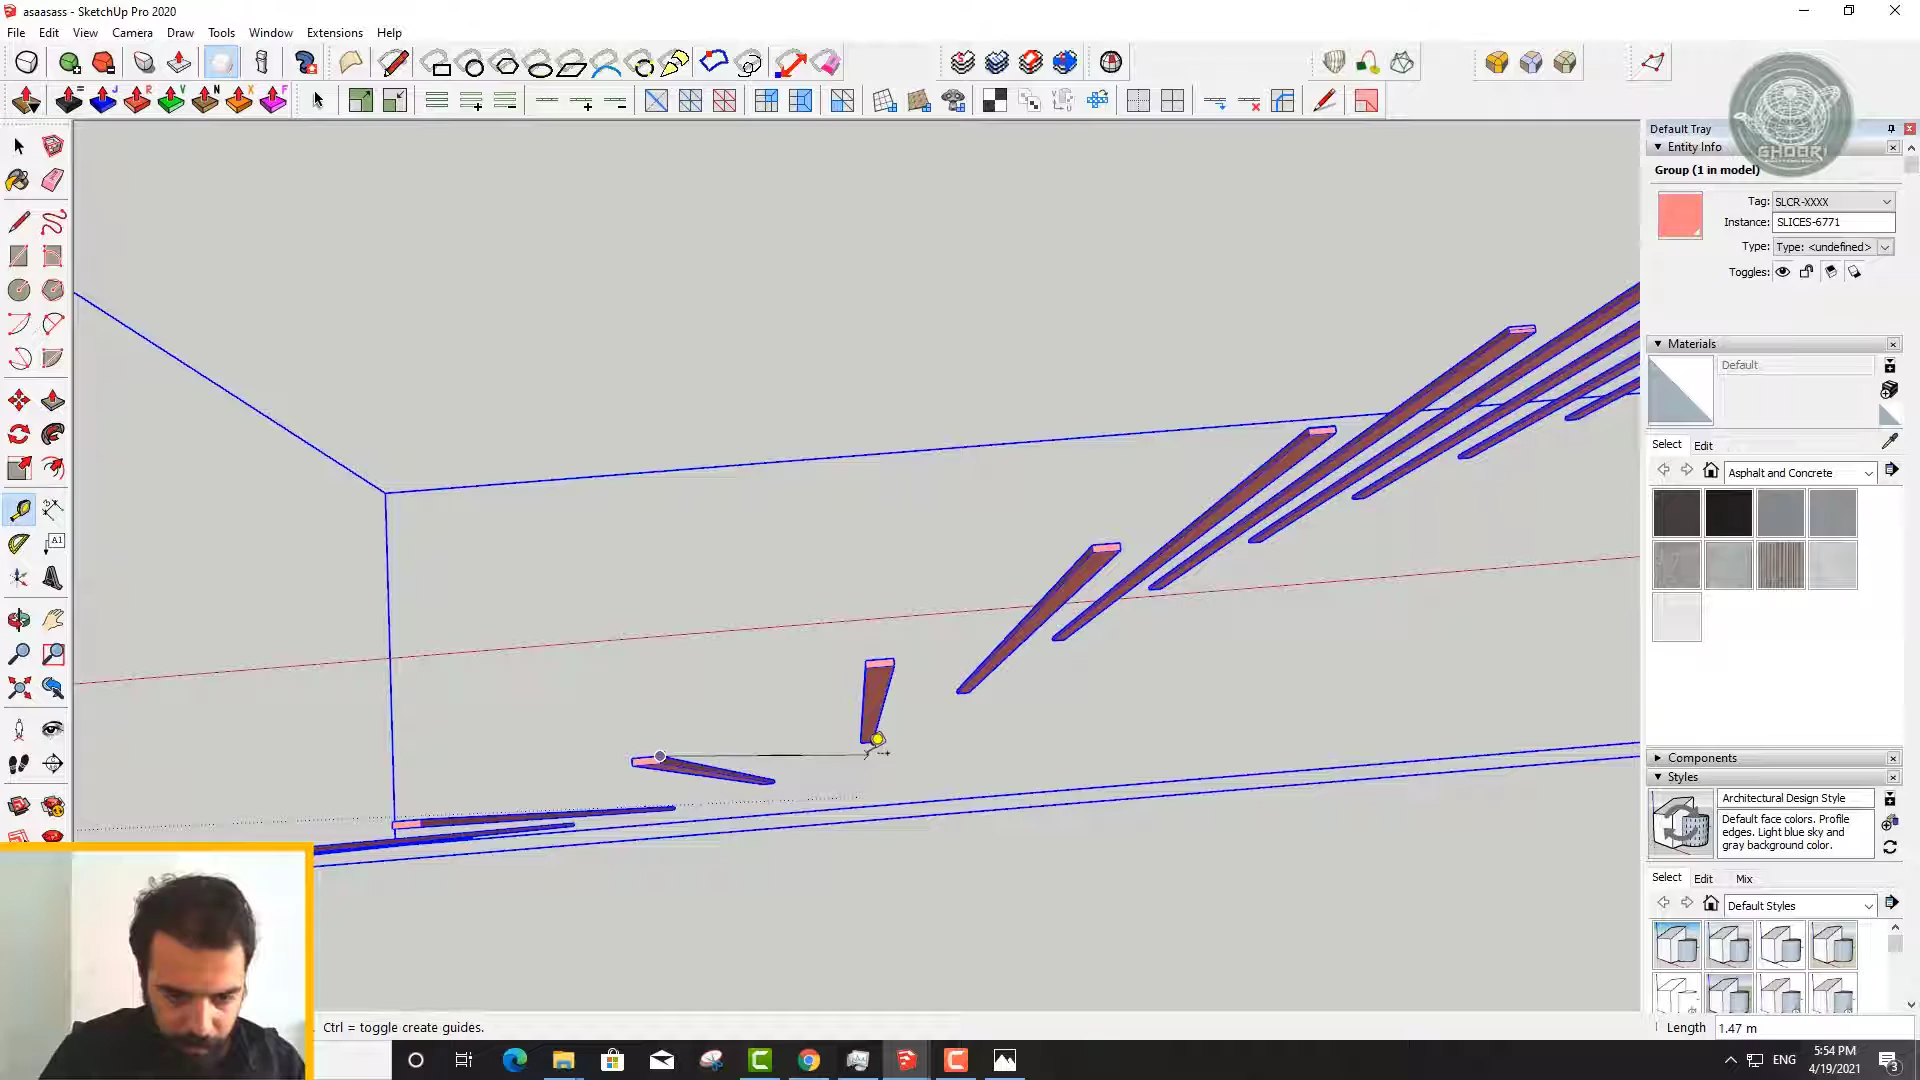 asaasass - SketchUp Pro 2020
File Edit View Camera Draw Tools Window Extensions Help
= J R V N X F
GHOORI
Default Tray
Entity Info
Group (1 in model)
Tag: SLCR-XXXX
Instance: SLICES-6771
Type: Type: <undefined>
Toggles:
Materials
Default
Select Edit
Asphalt and Concrete
A1
Components
Styles
Architectural Design Style
Default face colors. Profile
edges. Light blue sky and
gray background color.
Select Edit Mix
Default Styles
Ctrl = toggle create guides.
Length 1.47 m
ENG
5:54 PM
4/19/2021
3